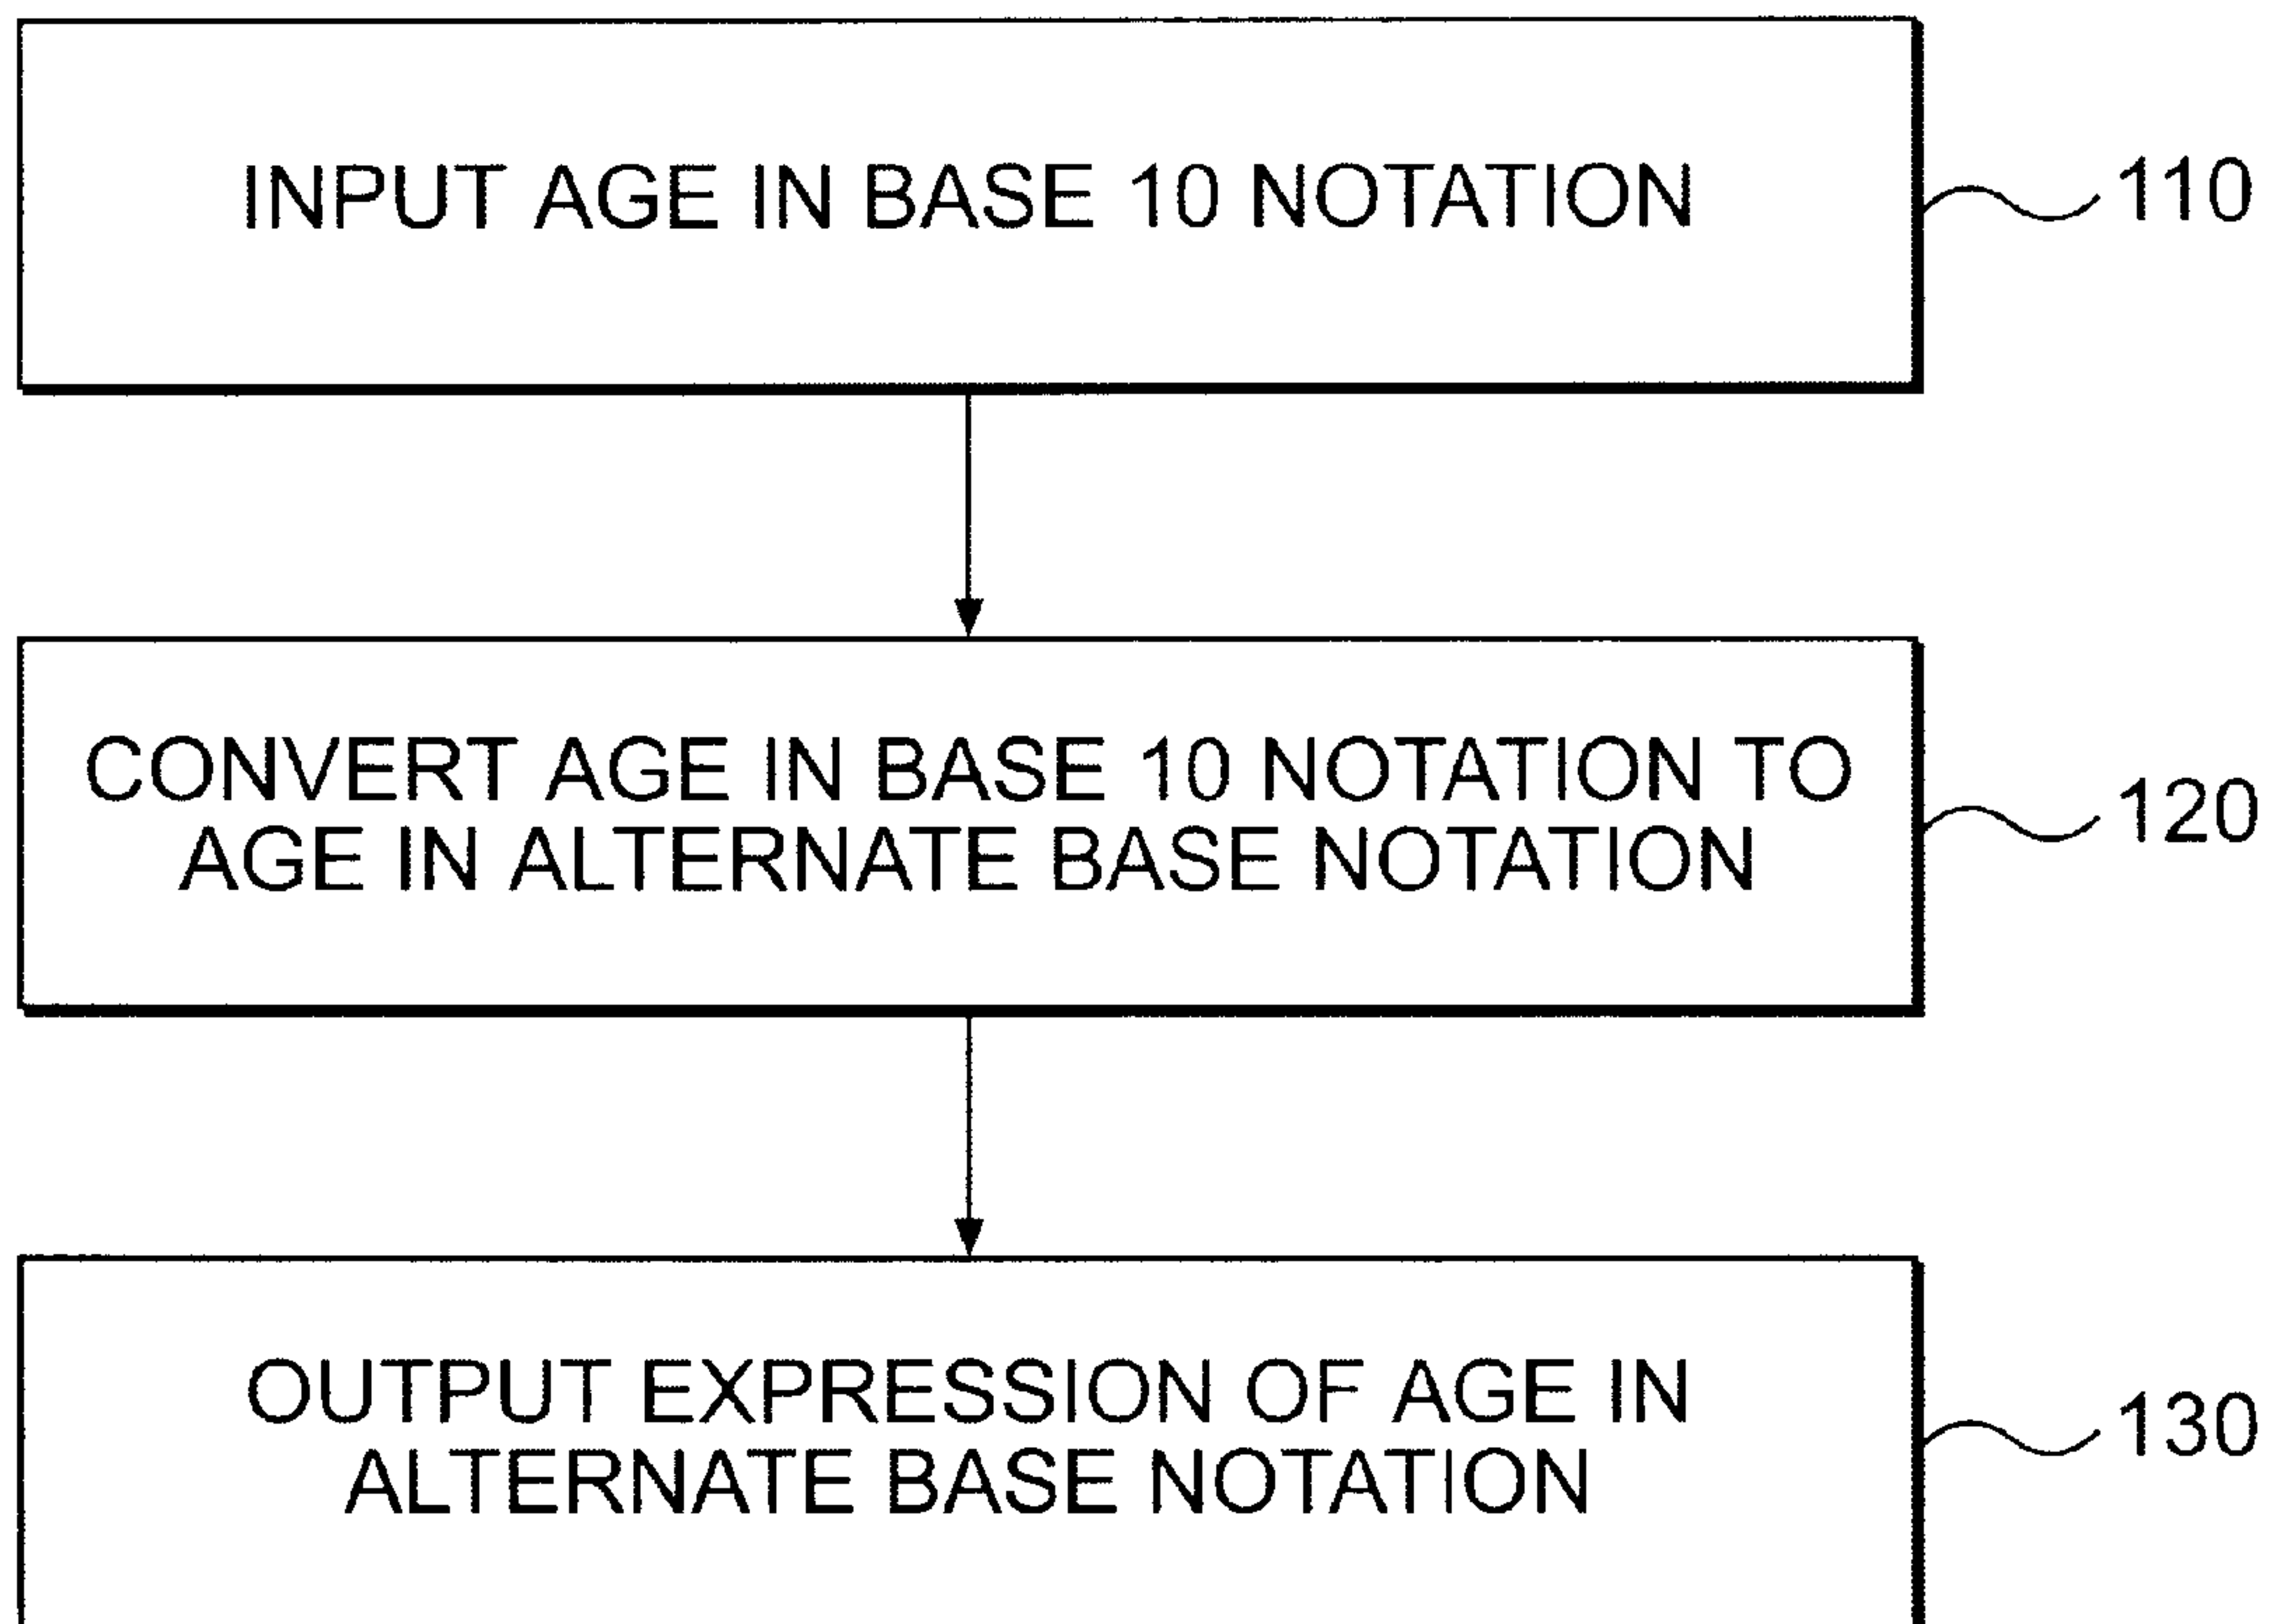 INPUT AGE IN BASE 10 NOTATION
110
CONVERT AGE IN BASE 10 NOTATION TO
AGE IN ALTERNATE BASE NOTATION
120
OUTPUT EXPRESSION OF AGE IN
ALTERNATE BASE NOTATION
130